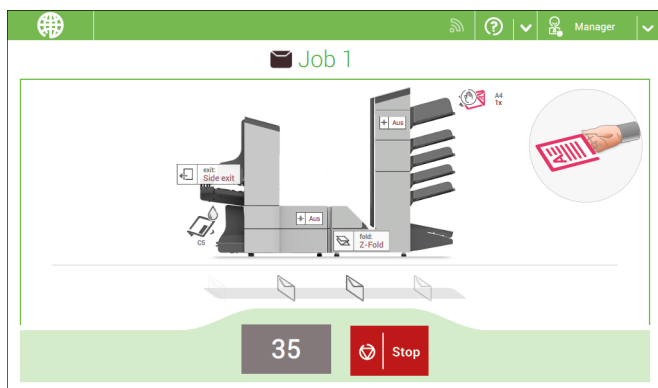 Manager
Job 1
A4
1x
Aus
exit:
Side exit
Aus
C5
fold:
Z-Fold
35
Stop